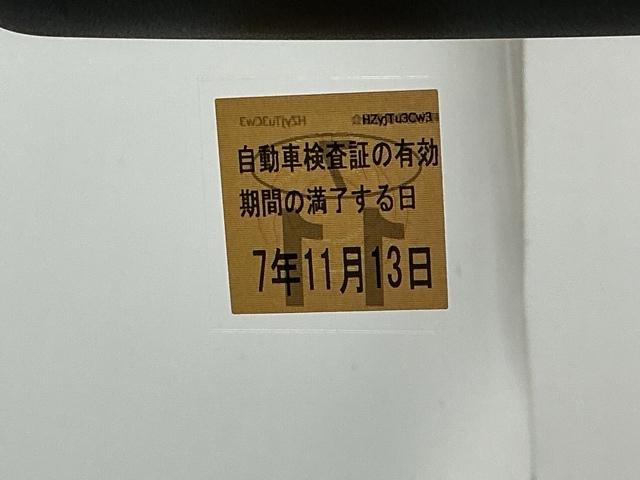 HZyjTu3Cw3
自動車検査証の有効
期間の満了する日
7年11月13日